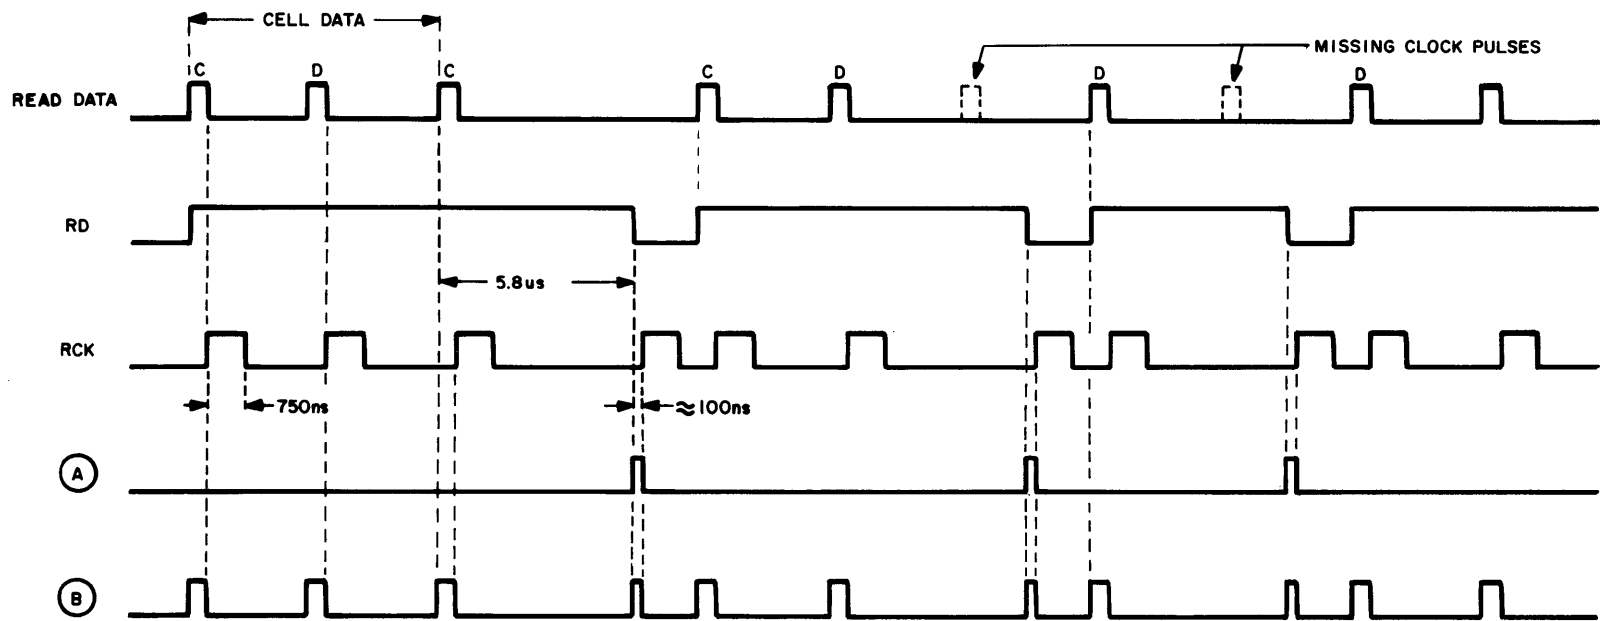 CELL DATA
MISSING CLOCK PULSES
C D C C D D D
READ DATA
RD
5.8us
RCK
750ns ≈100ns
A
B